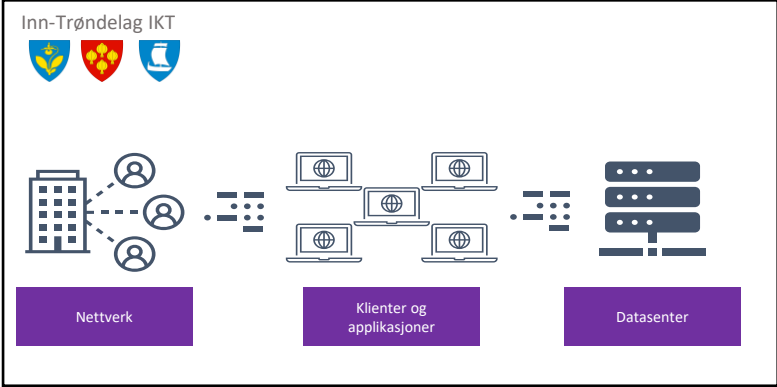 Inn-Trøndelag IKT
Nettverk
Klienter og
applikasjoner
Datasenter